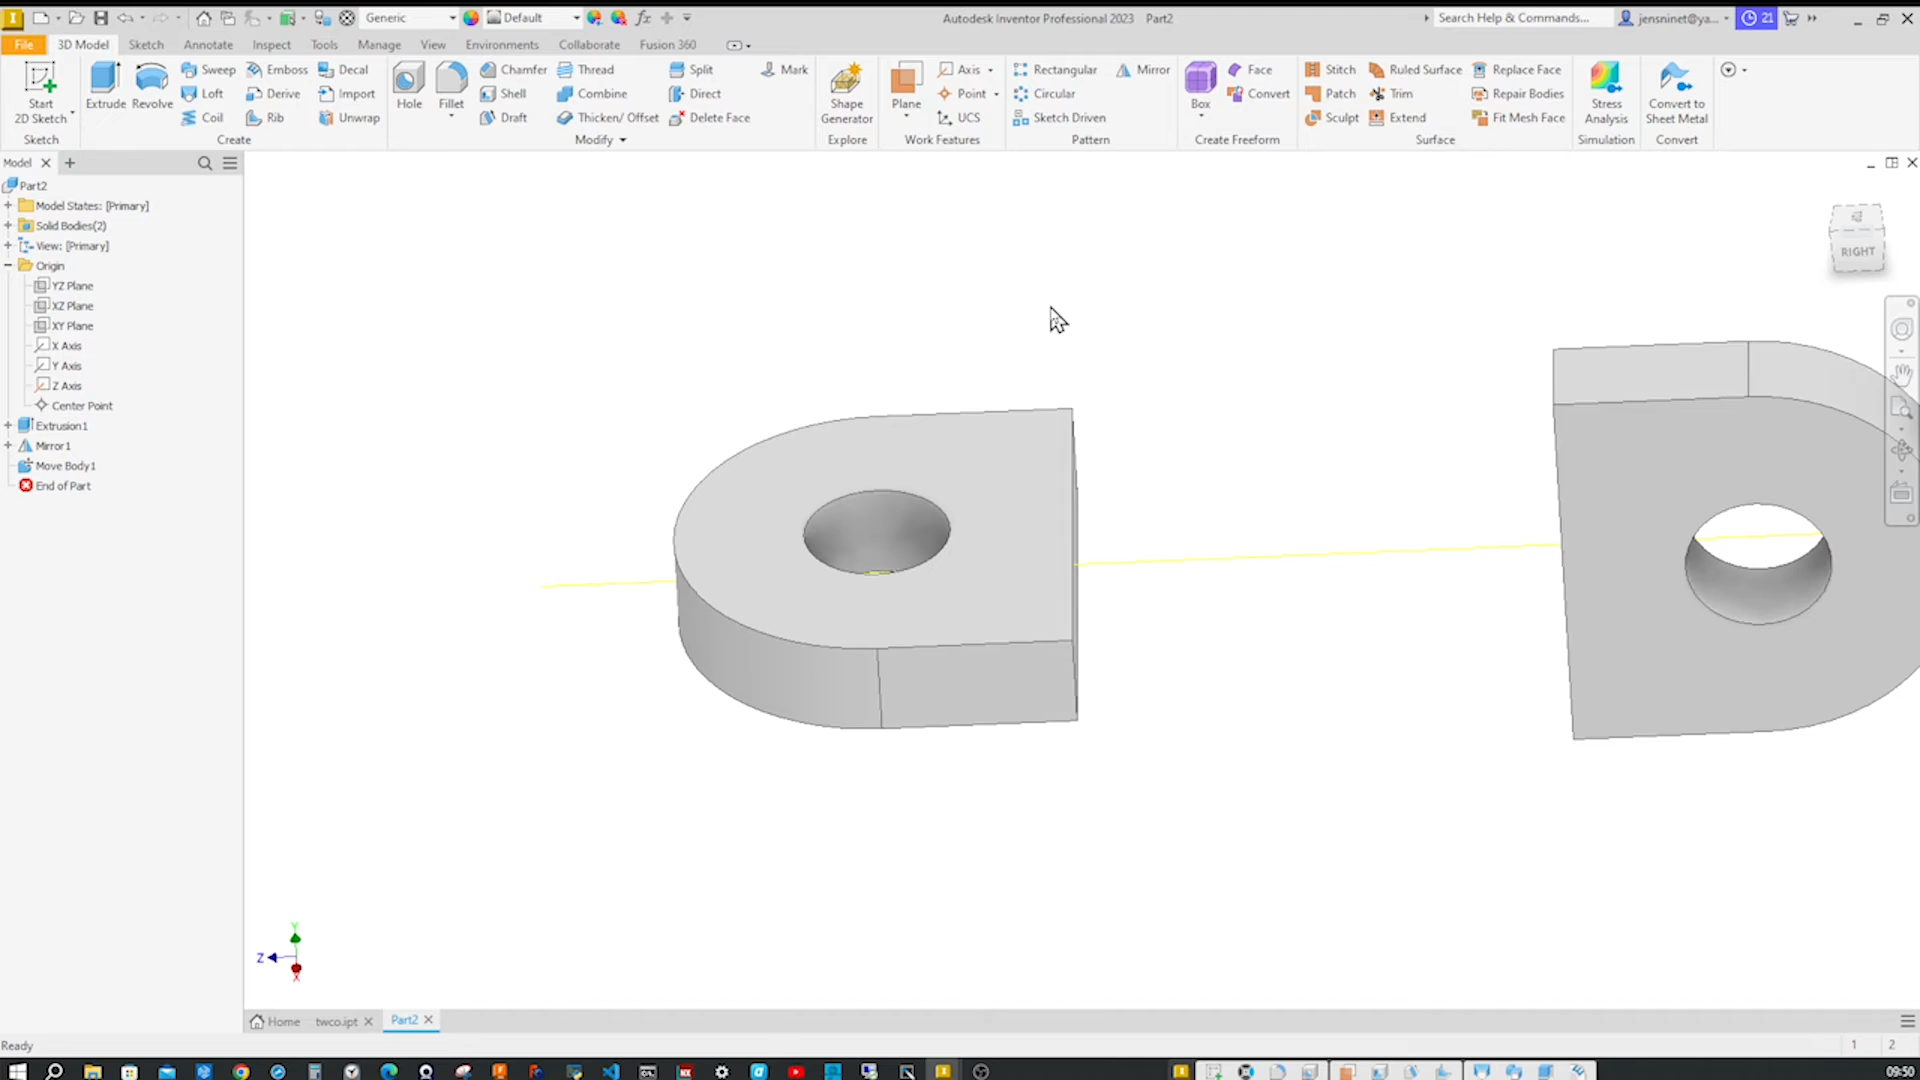 Generic
Default
fx
Autodesk Inventor Professional 2023 Part2
Search Help & Commands...
jensninet@ya...
21
File
3D Model
Sketch
Annotate
Inspect
Tools
Manage
View
Environments
Collaborate
Fusion 360
Start
2D Sketch
Sketch
Extrude
Revolve
Sweep
Loft
Coil
Emboss
Derive
Rib
Decal
Import
Unwrap
Create
Hole
Fillet
Chamfer
Shell
Draft
Thread
Combine
Thicken/ Offset
Split
Direct
Delete Face
Mark
Modify
Shape
Generator
Explore
Plane
Axis
Point
UCS
Work Features
Rectangular
Circular
Sketch Driven
Mirror
Pattern
Box
Face
Convert
Create Freeform
Stitch
Patch
Sculpt
Ruled Surface
Trim
Extend
Replace Face
Repair Bodies
Fit Mesh Face
Surface
Stress
Analysis
Simulation
Convert to
Sheet Metal
Convert
Model
Part2
Model States: [Primary]
Solid Bodies(2)
View: [Primary]
Origin
YZ Plane
XZ Plane
XY Plane
X Axis
Y Axis
Z Axis
Center Point
Extrusion1
Mirror1
Move Body1
End of Part
RIGHT
Y
Z
X
Home
twco.ipt
Part2
Ready
1
2
09:50